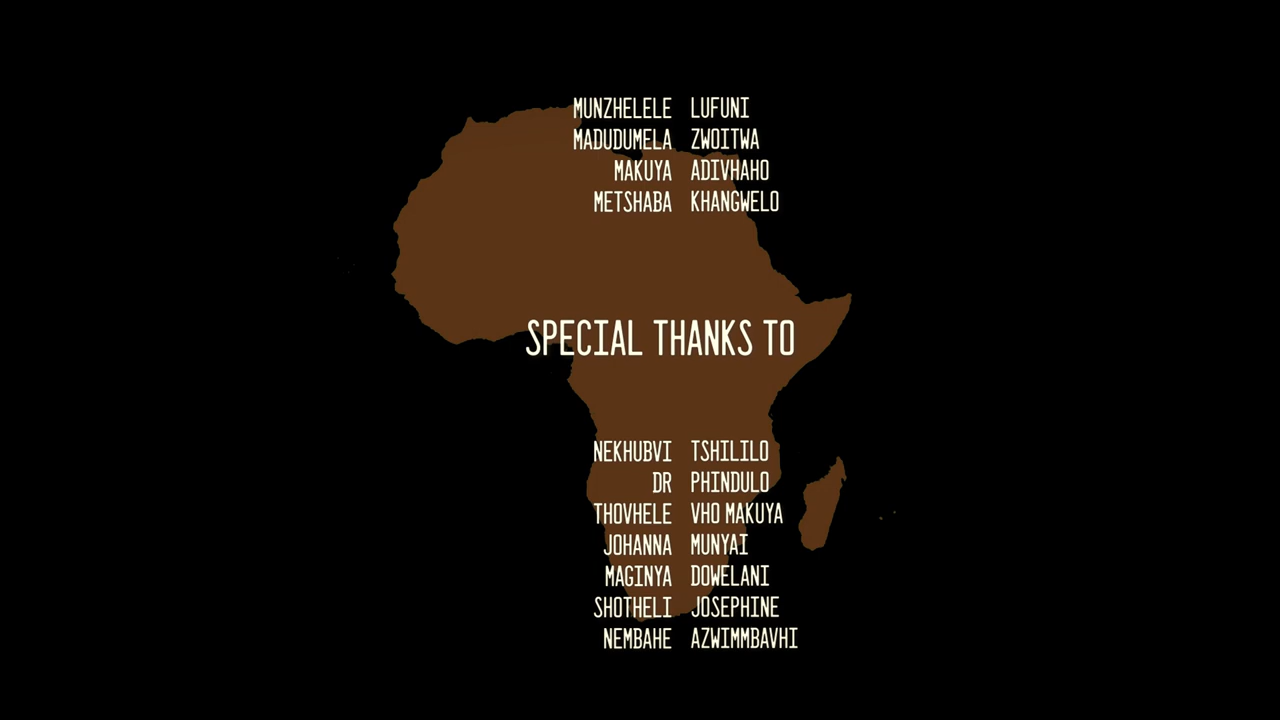 MUNZHELELE LUFUNI
MADUDUMELA ZWOITWA
MAKUYA ADIVHAHO
METSHABA KHANGWELO
SPECIAL THANKS TO
NEKHUBVI TSHILILO
DR PHINDULO
THOVHELE VHO MAKUYA
JOHANNA MUNYAI
MAGINYA DOWELANI
SHOTHELI JOSEPHINE
NEMBAHE AZWIMMBAVHI